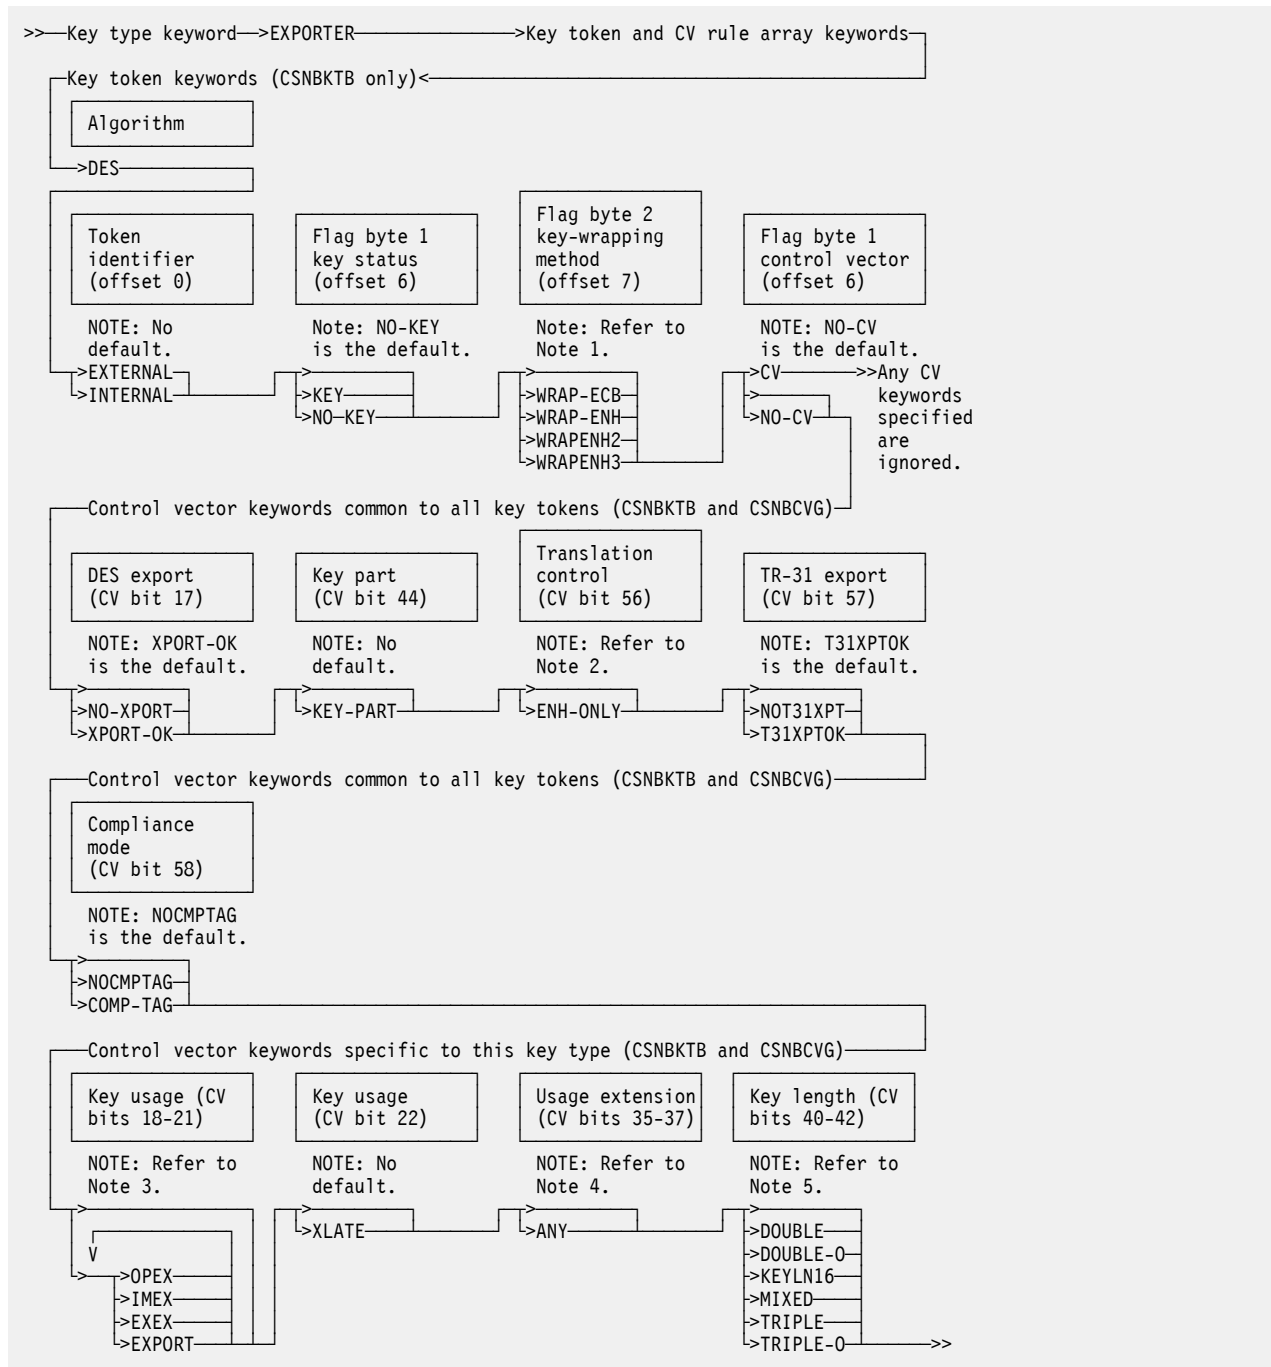 >>—Key type keyword—>EXPORTER—>Key token and CV rule array keywords
Key token keywords (CSNBKTB only)<
Algorithm
>DES
Token identifier (offset 0)
Flag byte 1 key status (offset 6)
Flag byte 2 key-wrapping method (offset 7)
Flag byte 1 control vector (offset 6)
NOTE: No default.
Note: NO-KEY is the default.
Note: Refer to Note 1.
NOTE: NO-CV is the default.
>EXTERNAL
>INTERNAL
>
>KEY
>NO-KEY
>
>WRAP-ECB
>WRAP-ENH
>WRAPENH2
>WRAPENH3
>CV—>>Any CV keywords specified are ignored.
>
>NO-CV
Control vector keywords common to all key tokens (CSNBKTB and CSNBCVG)
DES export (CV bit 17)
Key part (CV bit 44)
Translation control (CV bit 56)
TR-31 export (CV bit 57)
NOTE: XPORT-OK is the default.
NOTE: No default.
NOTE: Refer to Note 2.
NOTE: T31XPTOK is the default.
>
>NO-XPORT
>XPORT-OK
>
>KEY-PART
>
>ENH-ONLY
>
>NOT31XPT
>T31XPTOK
Control vector keywords common to all key tokens (CSNBKTB and CSNBCVG)
Compliance mode (CV bit 58)
NOTE: NOCMPTAG is the default.
>
>NOCMPTAG
>COMP-TAG
Control vector keywords specific to this key type (CSNBKTB and CSNBCVG)
Key usage (CV bits 18-21)
Key usage (CV bit 22)
Usage extension (CV bits 35-37)
Key length (CV bits 40-42)
NOTE: Refer to Note 3.
NOTE: No default.
NOTE: Refer to Note 4.
NOTE: Refer to Note 5.
>
V
>
>OPEX
>IMEX
>EXEX
>EXPORT
>
>XLATE
>
>ANY
>
>DOUBLE
>DOUBLE-O
>KEYLN16
>MIXED
>TRIPLE
>TRIPLE-O—>>